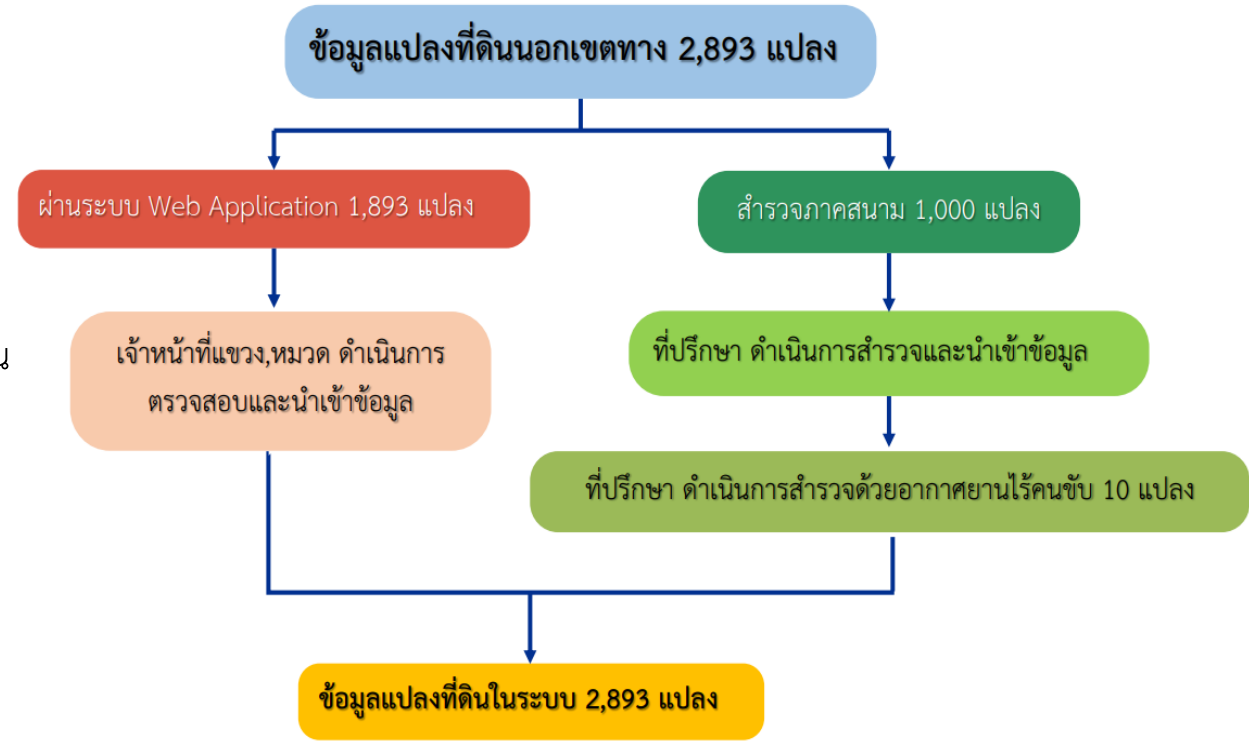 ข้อมูลแปลงที่ดินนอกเขตทาง 2,893 แปลง
ผ่านระบบ Web Application 1,893 แปลง
สำรวจภาคสนาม 1,000 แปลง
เจ้าหน้าที่แขวง,หมวด ดำเนินการ
ตรวจสอบและนำเข้าข้อมูล
ที่ปรึกษา ดำเนินการสำรวจและนำเข้าข้อมูล
ที่ปรึกษา ดำเนินการสำรวจด้วยอากาศยานไร้คนขับ 10 แปลง
ข้อมูลแปลงที่ดินในระบบ 2,893 แปลง